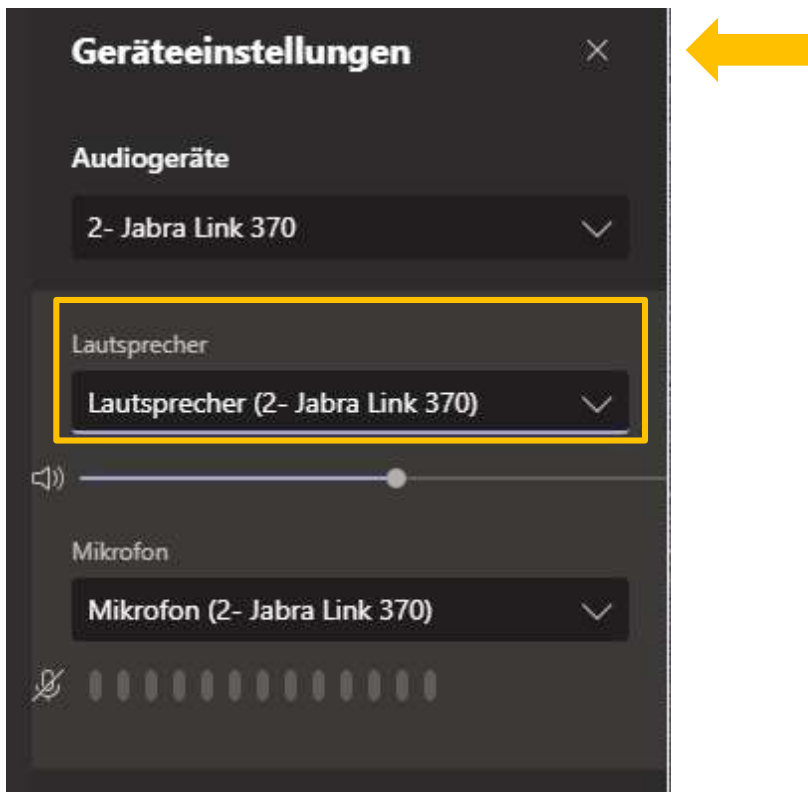 Geräteeinstellungen
Audiogeräte
2- Jabra Link 370
Lautsprecher
Lautsprecher (2- Jabra Link 370)
Mikrofon
Mikrofon (2- Jabra Link 370)